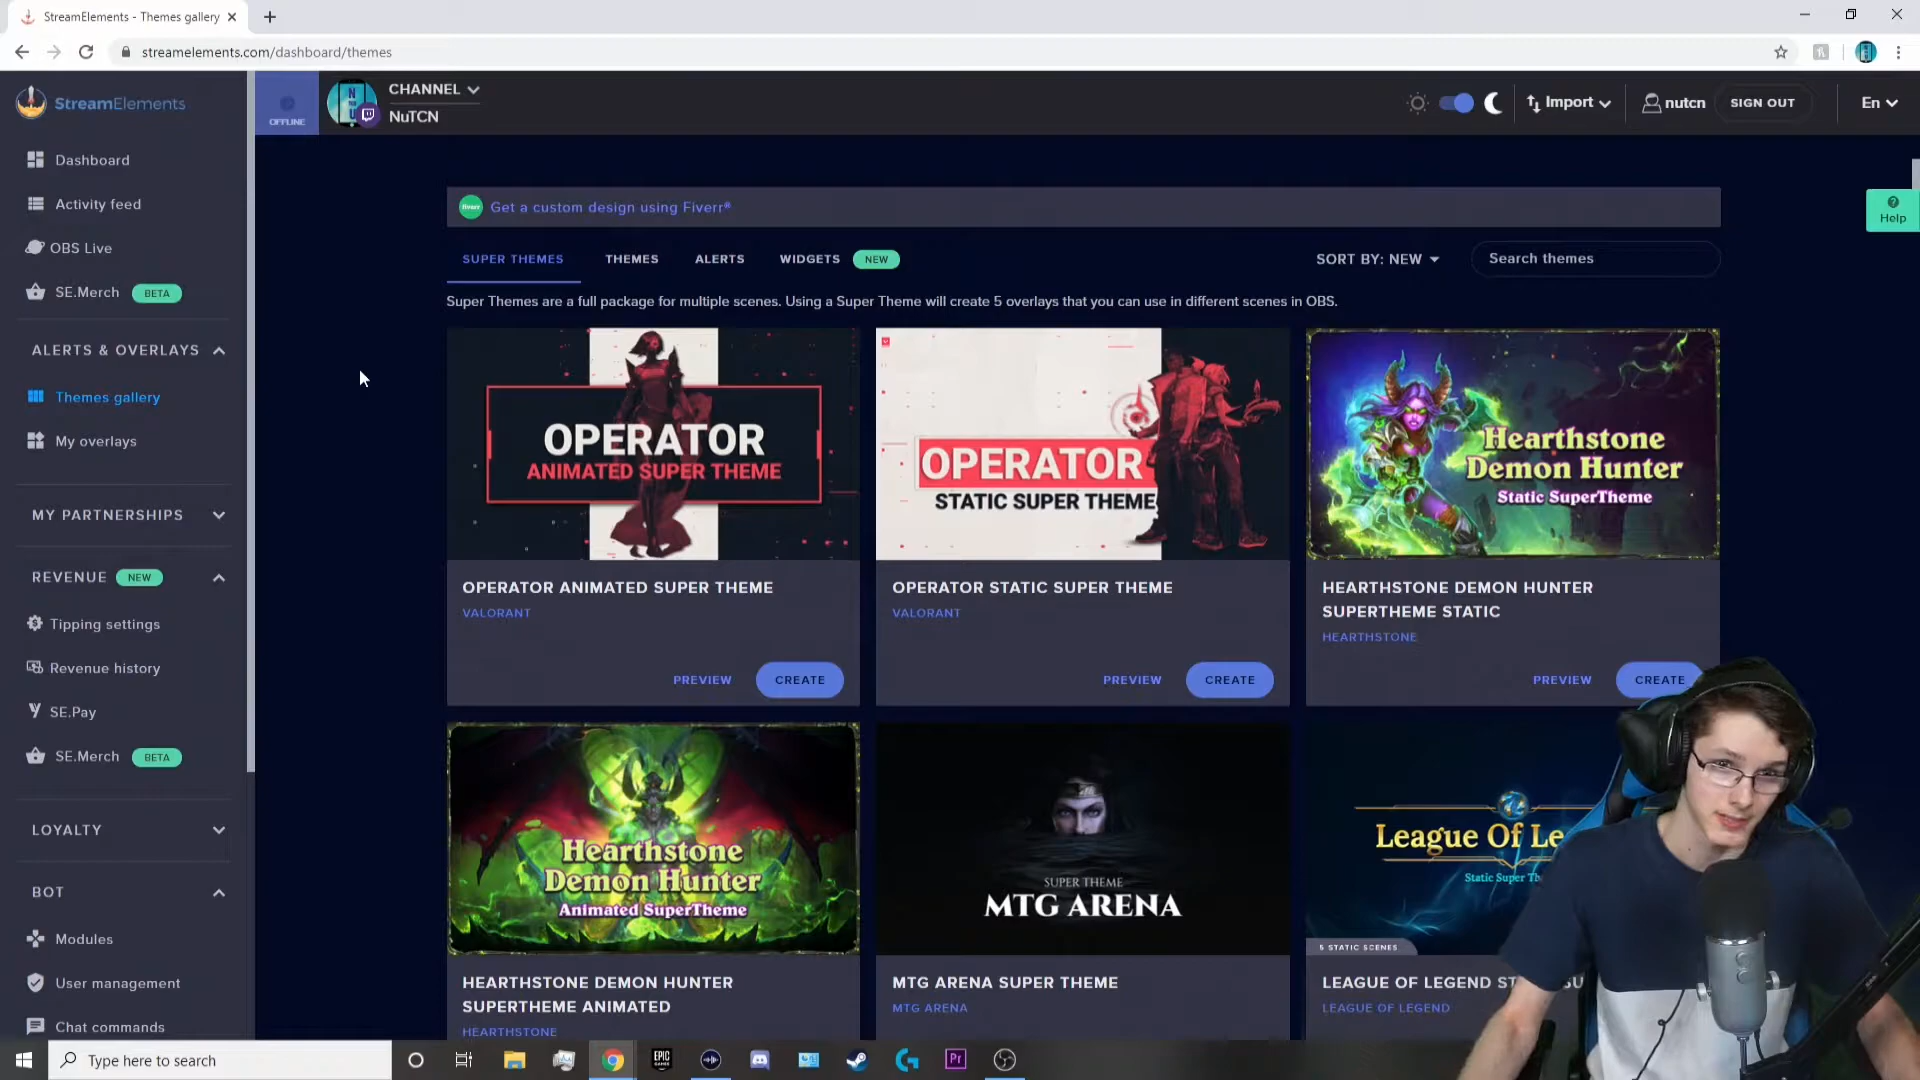 StreamElements - Themes gallery
streamelements.com/dashboard/themes
StreamElements
OFFLINE
CHANNEL
NuTCN
Import
nutcn
SIGN OUT
En
Dashboard
Activity feed
OBS Live
SE.Merch BETA
ALERTS & OVERLAYS
Themes gallery
My overlays
MY PARTNERSHIPS
REVENUE NEW
Tipping settings
Revenue history
SE.Pay
SE.Merch BETA
LOYALTY
BOT
Modules
User management
Chat commands
fiverr Get a custom design using Fiverr®
Help
SUPER THEMES THEMES ALERTS WIDGETS NEW
SORT BY: NEW
Search themes
Super Themes are a full package for multiple scenes. Using a Super Theme will create 5 overlays that you can use in different scenes in OBS.
OPERATOR
ANIMATED SUPER THEME
OPERATOR ANIMATED SUPER THEME
VALORANT
PREVIEW CREATE
OPERATOR
STATIC SUPER THEME
OPERATOR STATIC SUPER THEME
VALORANT
PREVIEW CREATE
Hearthstone
Demon Hunter
Static SuperTheme
HEARTHSTONE DEMON HUNTER
SUPERTHEME STATIC
HEARTHSTONE
PREVIEW CREATE
Hearthstone
Demon Hunter
Animated SuperTheme
HEARTHSTONE DEMON HUNTER
SUPERTHEME ANIMATED
HEARTHSTONE
SUPER THEME
MTG ARENA
MTG ARENA SUPER THEME
MTG ARENA
League Of Le
Static Super Th
5 STATIC SCENES
LEAGUE OF LEGEND ST SU
LEAGUE OF LEGEND
Type here to search
EPIC
GAMES
Pr